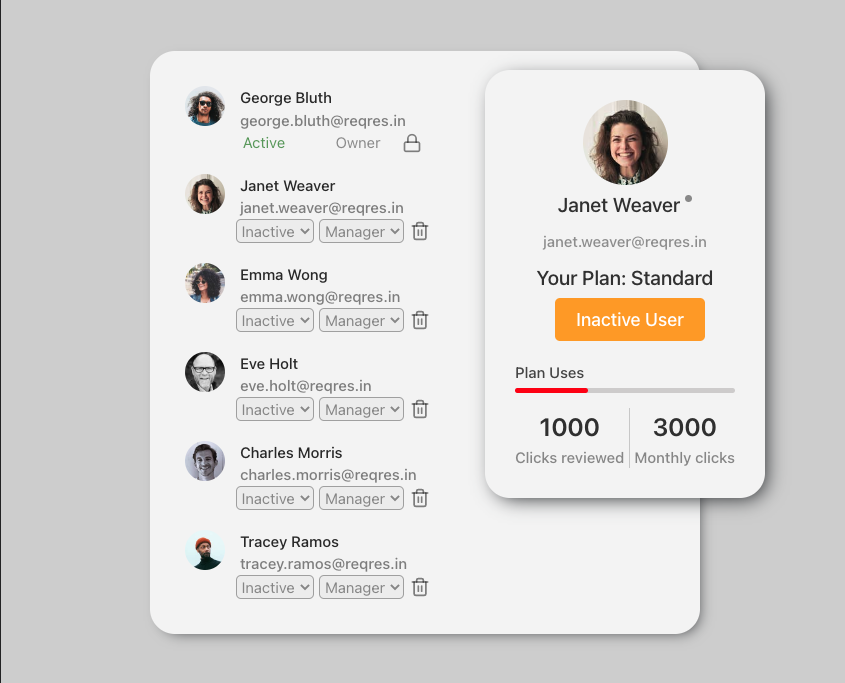 George Bluth
george.bluth@reqres.in
Active Owner
Janet Weaver
janet.weaver@reqres.in
Inactive Manager
Emma Wong
emma.wong@reqres.in
Inactive Manager
Eve Holt
eve.holt@reqres.in
Inactive Manager
Charles Morris
charles.morris@reqres.in
Inactive Manager
Tracey Ramos
tracey.ramos@reqres.in
Inactive Manager
Janet Weaver
janet.weaver@reqres.in
Your Plan: Standard
Inactive User
Plan Uses
1000 3000
Clicks reviewed Monthly clicks